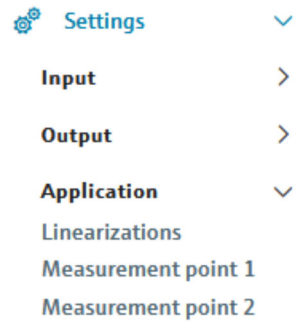 Settings
Input
Output
Application
Linearizations
Measurement point 1
Measurement point 2